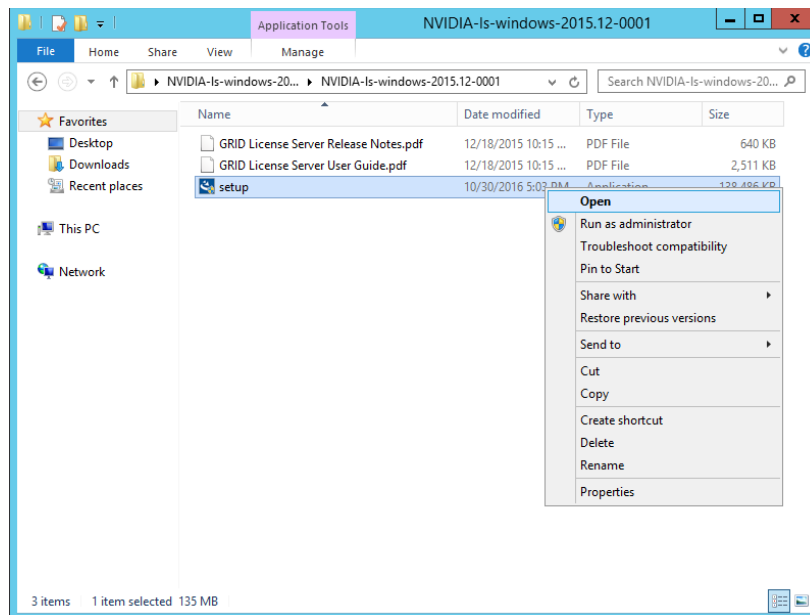 Application Tools
NVIDIA-ls-windows-2015.12-0001
File Home Share View Manage
NVIDIA-ls-windows-20... NVIDIA-ls-windows-2015.12-0001 Search NVIDIA-ls-windows-20...
Favorites
Desktop
Downloads
Recent places
This PC
Network
Name Date modified Type Size
GRID License Server Release Notes.pdf 12/18/2015 10:15 ... PDF File 640 KB
GRID License Server User Guide.pdf 12/18/2015 10:15 ... PDF File 2,511 KB
setup 10/30/2016 5:03 PM Application 138,486 KB
Open
Run as administrator
Troubleshoot compatibility
Pin to Start
Share with
Restore previous versions
Send to
Cut
Copy
Create shortcut
Delete
Rename
Properties
3 items 1 item selected 135 MB